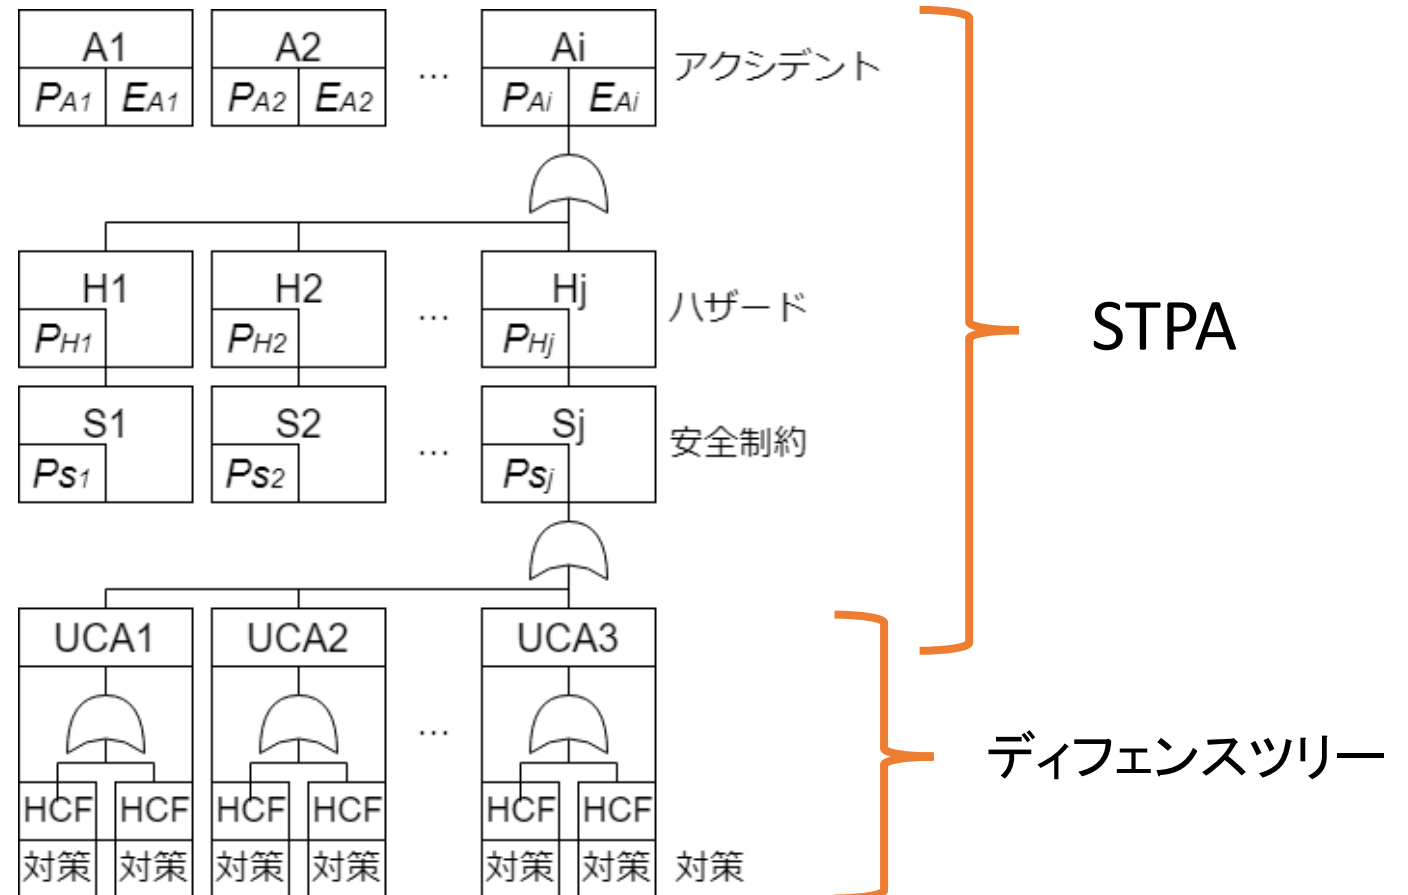 A1 A2 … Ai アクシデント
PA1 EA1 PA2 EA2 PAi EAi
H1 H2 … Hj ハザード
PH1 PH2 PHj
STPA
S1 S2 … Sj 安全制約
Ps1 Ps2 Psj
UCA1 UCA2 … UCA3
ディフェンスツリー
HCF HCF HCF HCF HCF HCF
対策 対策 対策 対策 対策 対策 対策